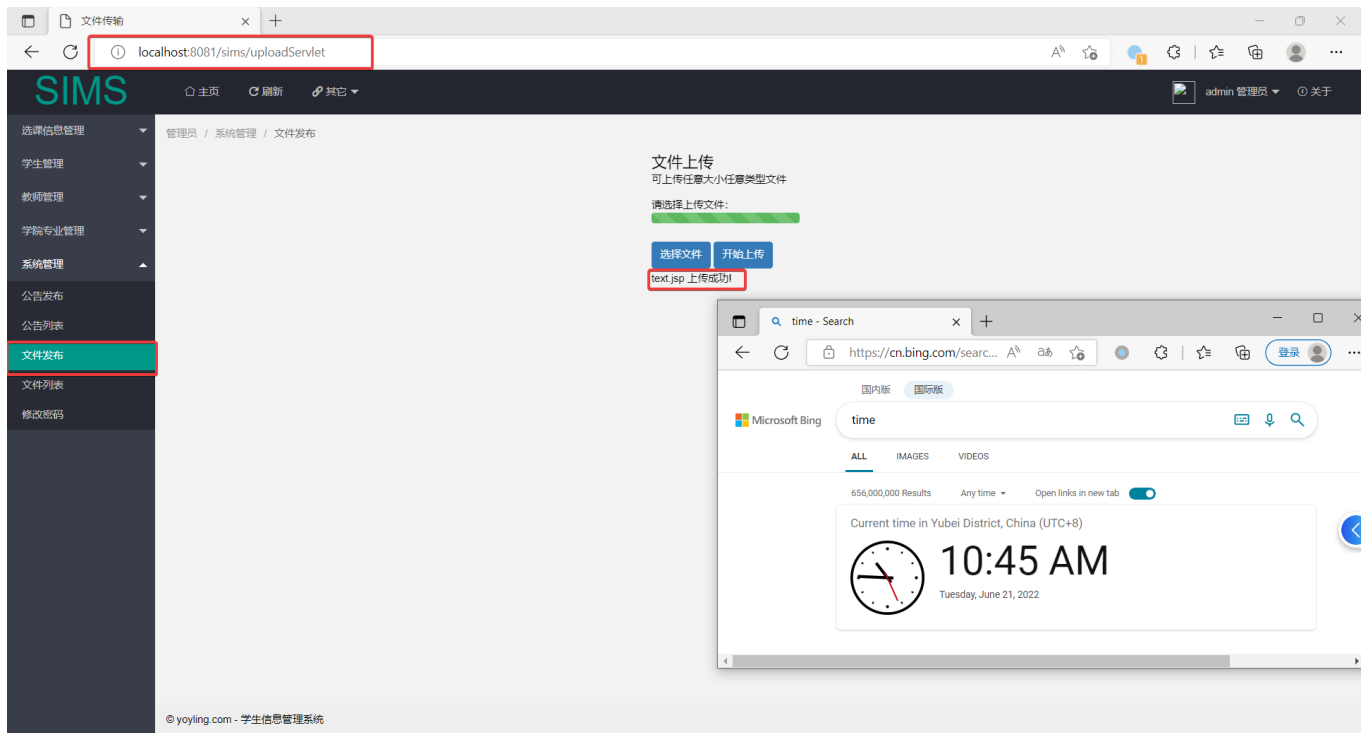 文件传输
localhost:8081/sims/uploadServlet
SIMS
主页 刷新 其它
admin 管理员 关于
选课信息管理
学生管理
教师管理
学院专业管理
系统管理
公告发布
公告列表
文件发布
文件列表
修改密码
管理员 / 系统管理 / 文件发布
文件上传
可上传任意大小任意类型文件
请选择上传文件:
选择文件 开始上传
text.jsp 上传成功!
time - Search
https://cn.bing.com/searc...
登录
国内版 国际版
Microsoft Bing
time
ALL IMAGES VIDEOS
656,000,000 Results Any time Open links in new tab
Current time in Yubei District, China (UTC+8)
10:45 AM
Tuesday, June 21, 2022
© yoyling.com - 学生信息管理系统